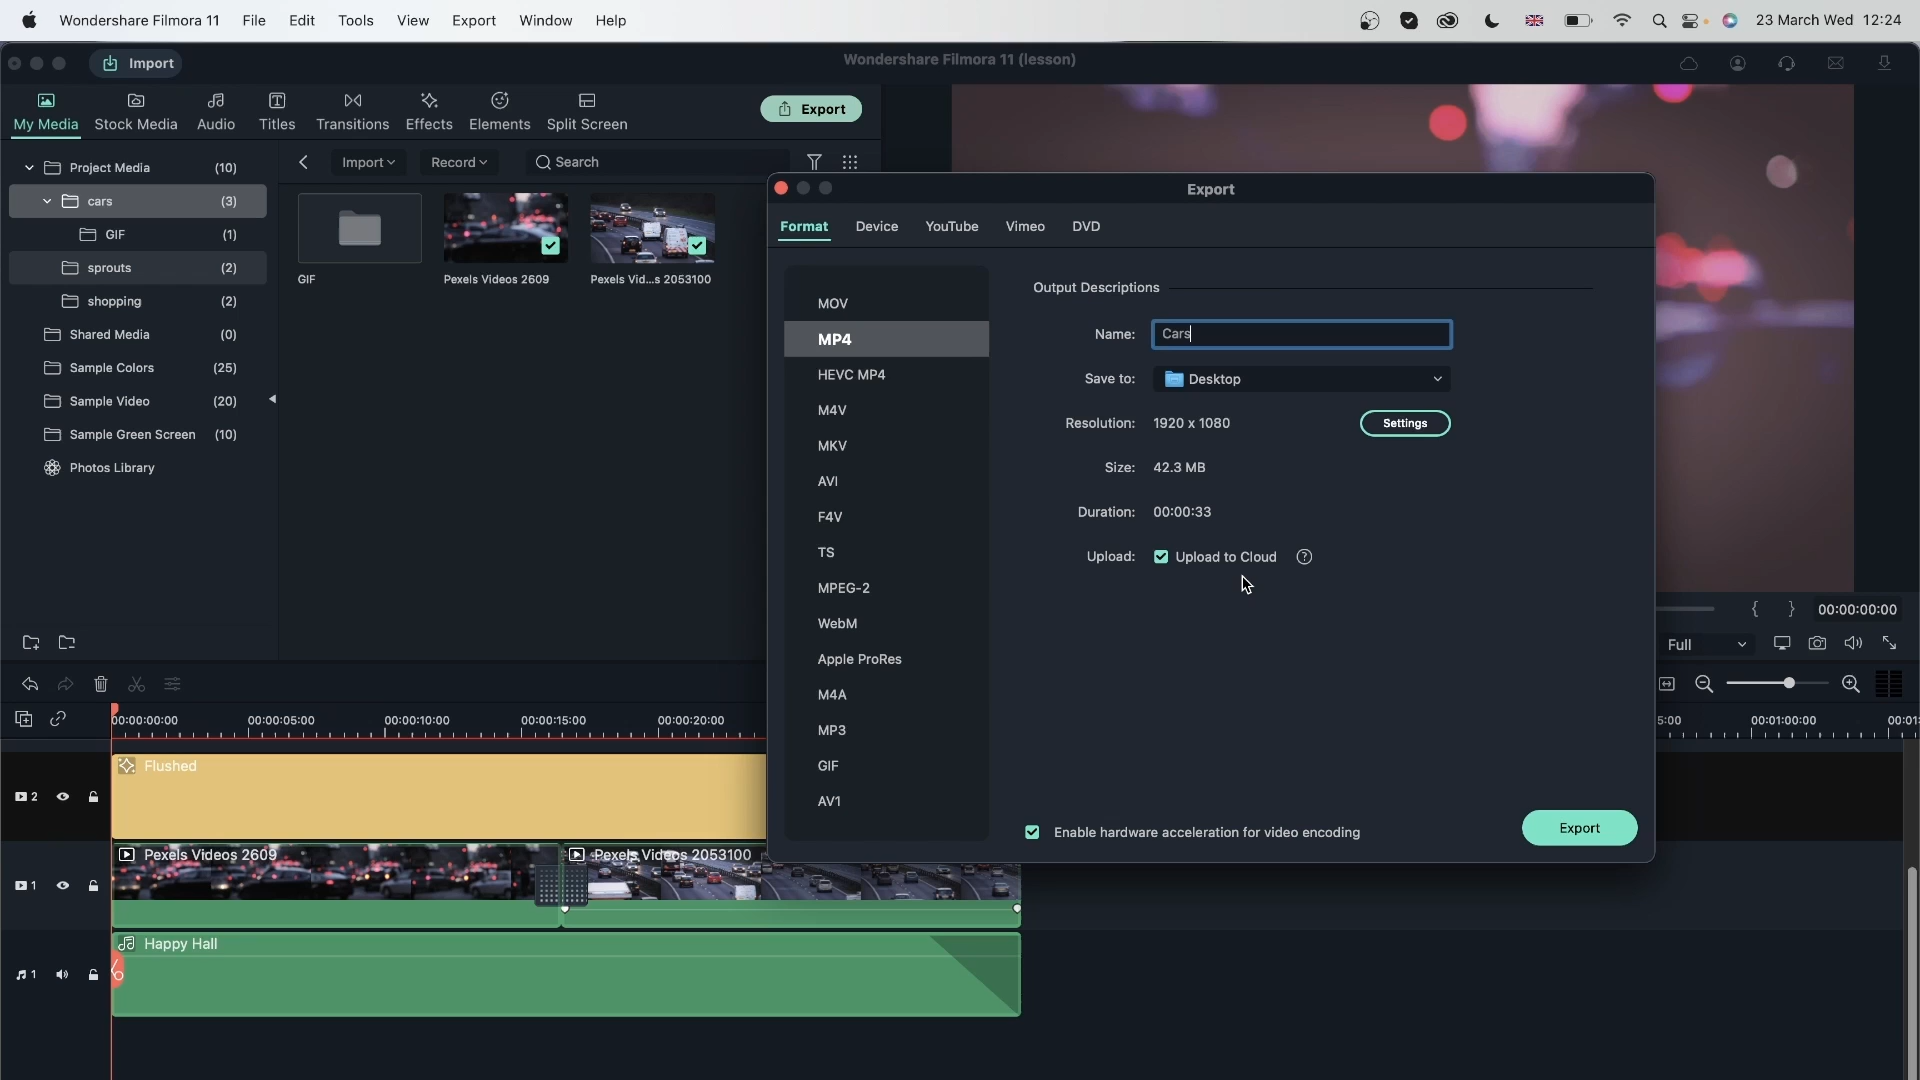 Wondershare Filmora 11 File Edit Tools View Export Window Help 23 March Wed 12:24
Import Wondershare Filmora 11 (lesson)
My Media Stock Media Audio Titles Transitions Effects Elements Split Screen Export
Project Media (10)
cars (3)
GIF (1)
sprouts (2)
shopping (2)
Shared Media (0)
Sample Colors (25)
Sample Video (20)
Sample Green Screen (10)
Photos Library
Import Record Search
GIF Pexels Videos 2609 Pexels Vid...s 2053100
Export
Format Device YouTube Vimeo DVD
MOV
MP4
HEVC MP4
M4V
MKV
AVI
F4V
TS
MPEG-2
WebM
Apple ProRes
M4A
MP3
GIF
AV1
Output Descriptions
Name: Cars
Save to: Desktop
Resolution: 1920 x 1080 Settings
Size: 42.3 MB
Duration: 00:00:33
Upload: Upload to Cloud ?
Enable hardware acceleration for video encoding Export
{ } 00:00:00:00
Full
00:00:00:00 00:00:05:00 00:00:10:00 00:00:15:00 00:00:20:00 5:00 00:01:00:00 00:01:
2 Flushed
1 Pexels Videos 2609 Pexels Videos 2053100
1 Happy Hall